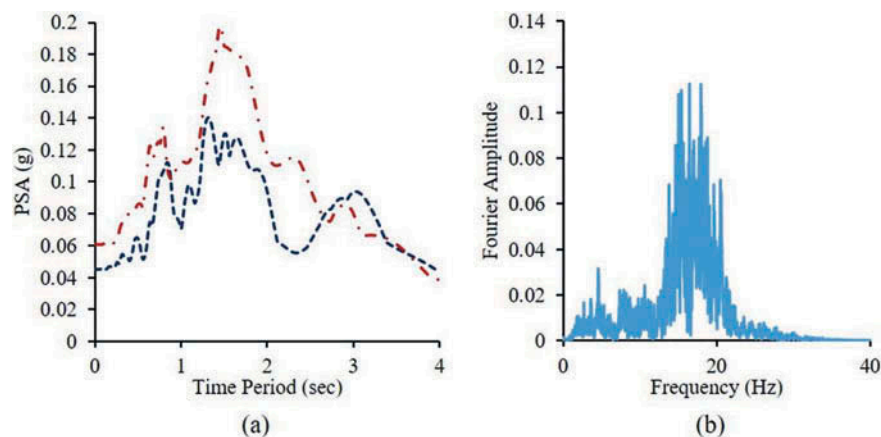 0.2
0.18
0.16
0.14
0.12
0.1
0.08
0.06
0.04
0.02
0
PSA (g)
0 1 2 3 4
Time Period (sec)
(a)
0.14
0.12
0.1
0.08
0.06
0.04
0.02
0
Fourier Amplitude
0 20 40
Frequency (Hz)
(b)